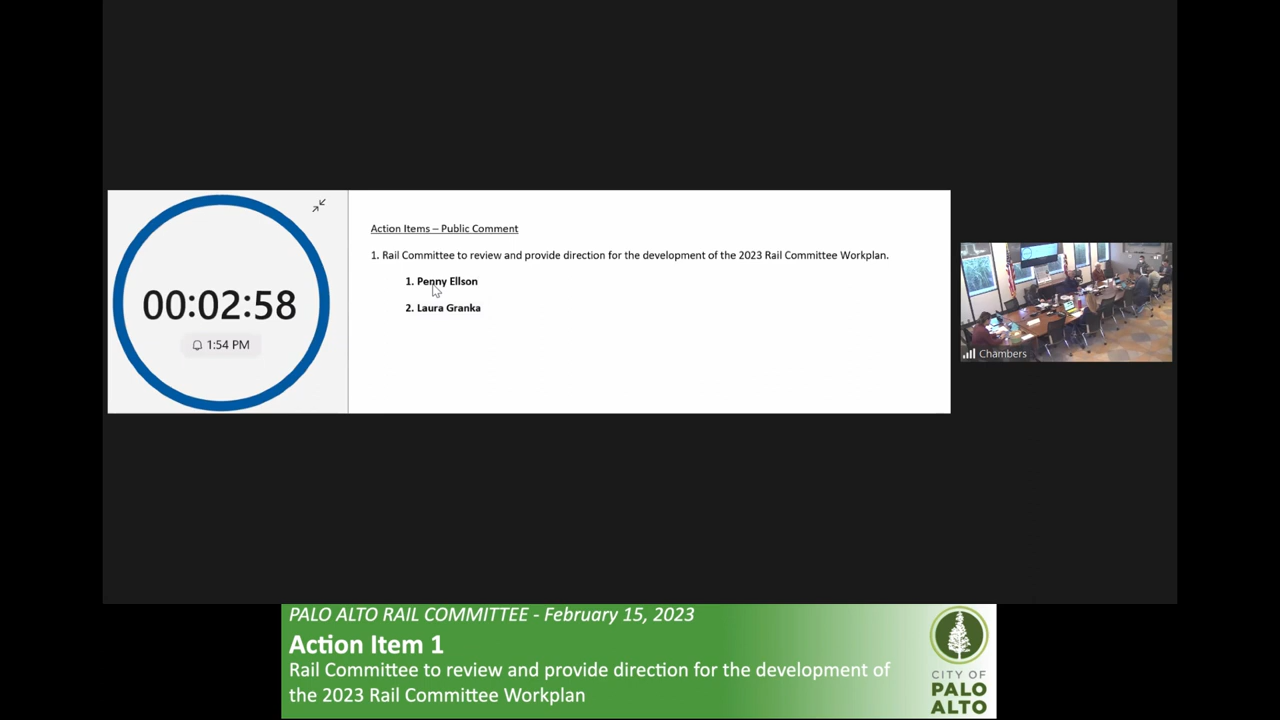 00:02:58
1:54 PM
Action Items – Public Comment
1. Rail Committee to review and provide direction for the development of the 2023 Rail Committee Workplan.
1. Penny Ellson
2. Laura Granka
Chambers
PALO ALTO RAIL COMMITTEE - February 15, 2023
Action Item 1
Rail Committee to review and provide direction for the development of
the 2023 Rail Committee Workplan
CITY OF
PALO
ALTO